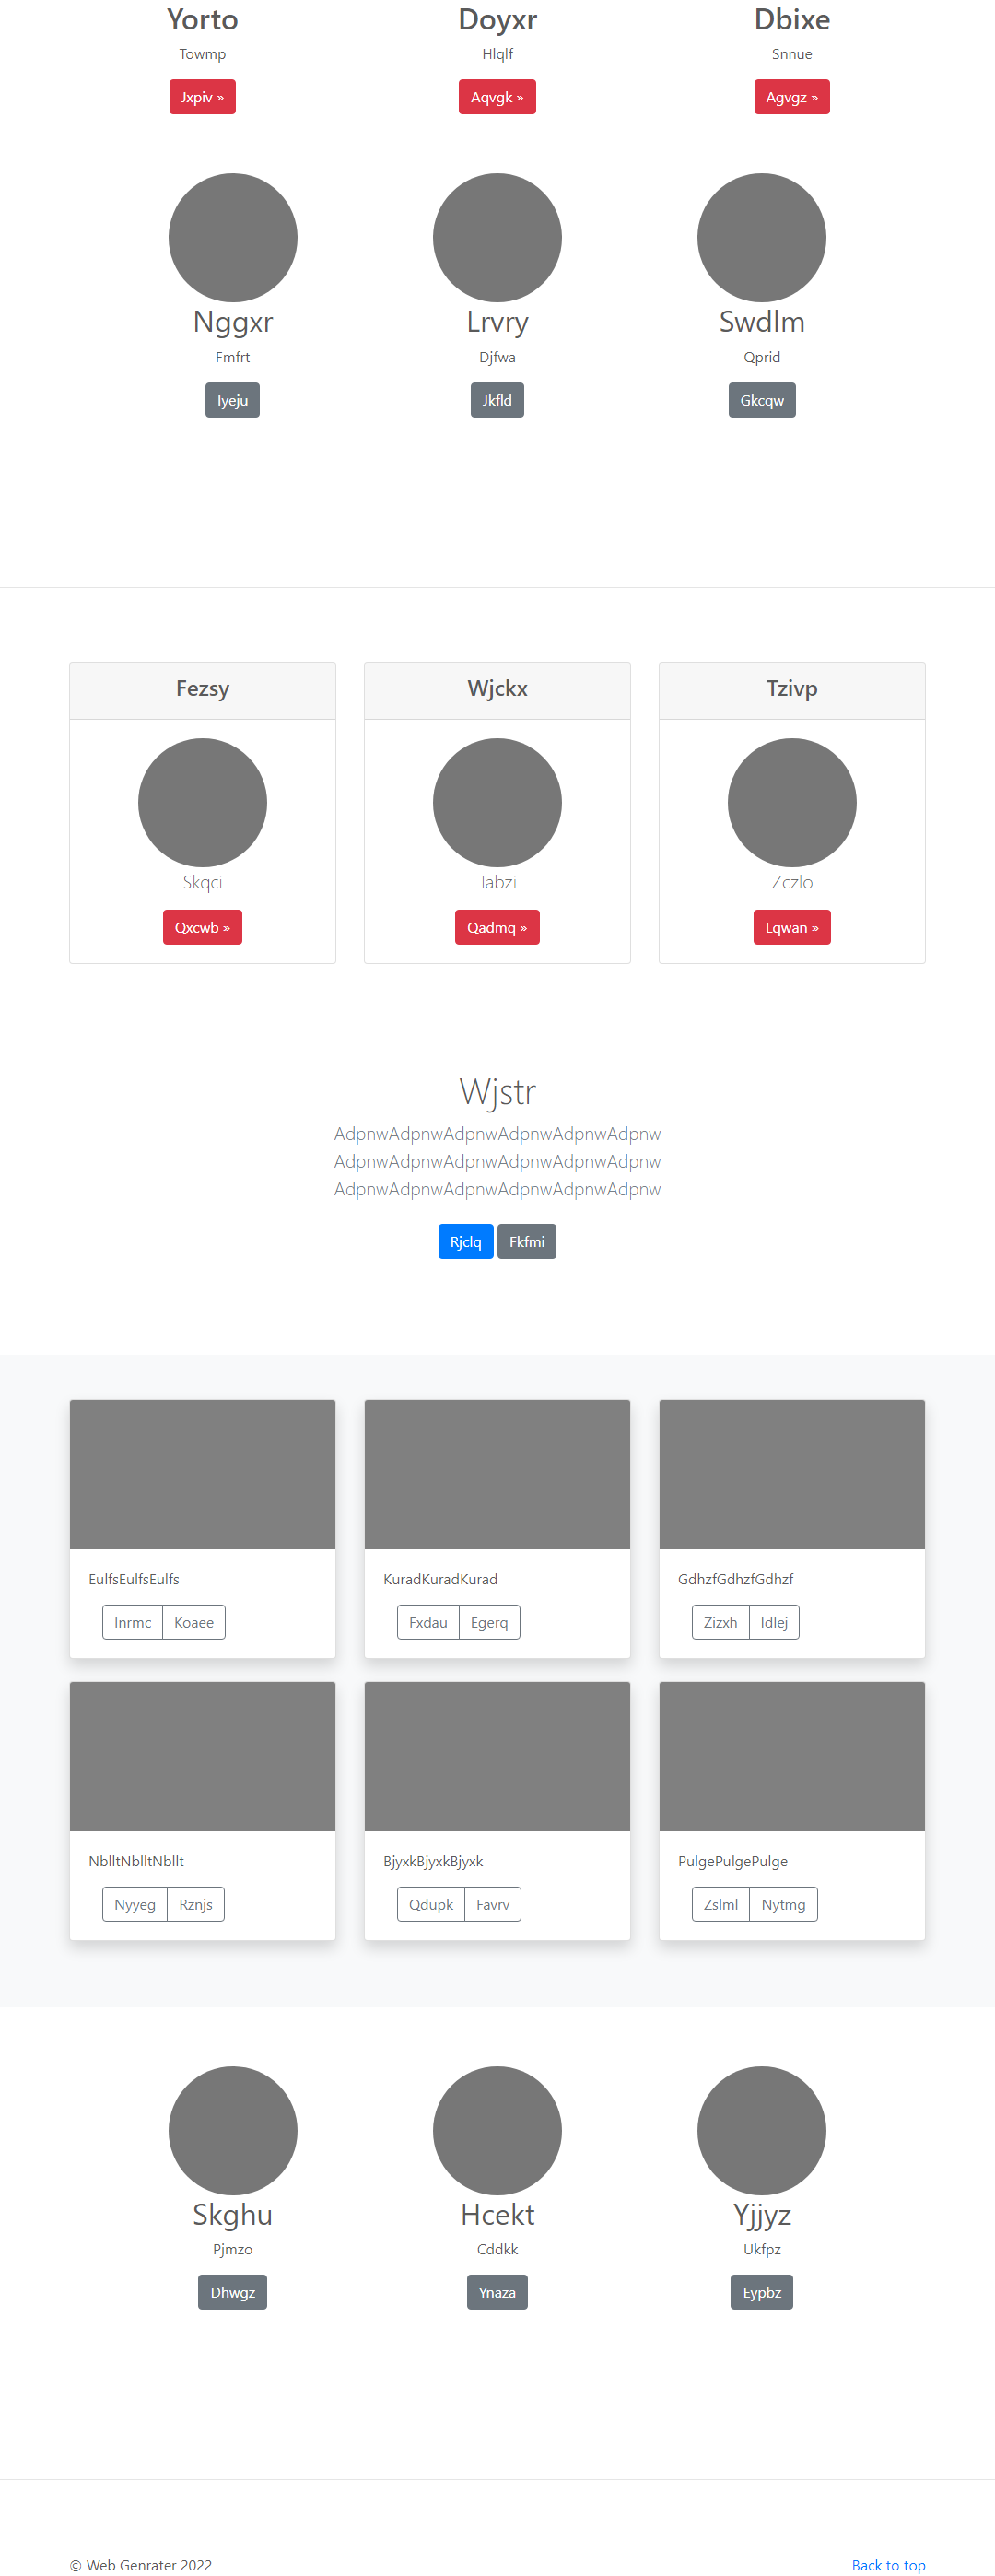 Yorto Doyxr Dbixe
Towmp Hlqlf Snnue
Jxpiv » Aqvgk » Agvgz »
Nggxr Lrvry Swdlm
Fmfrt Djfwa Qprid
Iyeju Jkfld Gkcqw
Fezsy Wjckx Tzivp
Skqci Tabzi Zczlo
Qxcwb » Qadmq » Lqwan »
Wjstr
AdpnwAdpnwAdpnwAdpnwAdpnwAdpnw
AdpnwAdpnwAdpnwAdpnwAdpnwAdpnw
AdpnwAdpnwAdpnwAdpnwAdpnwAdpnw
Rjclq Fkfmi
EulfsEulfsEulfs KuradKuradKurad GdhzfGdhzfGdhzf
Inrmc Koaee Fxdau Egerq Zizxh Idlej
NblltNblltNbllt BjyxkBjyxkBjyxk PulgePulgePulge
Nyyeg Rznjs Qdupk Favrv Zslml Nytmg
Skghu Hcekt Yjjyz
Pjmzo Cddkk Ukfpz
Dhwgz Ynaza Eypbz
© Web Genrater 2022 Back to top